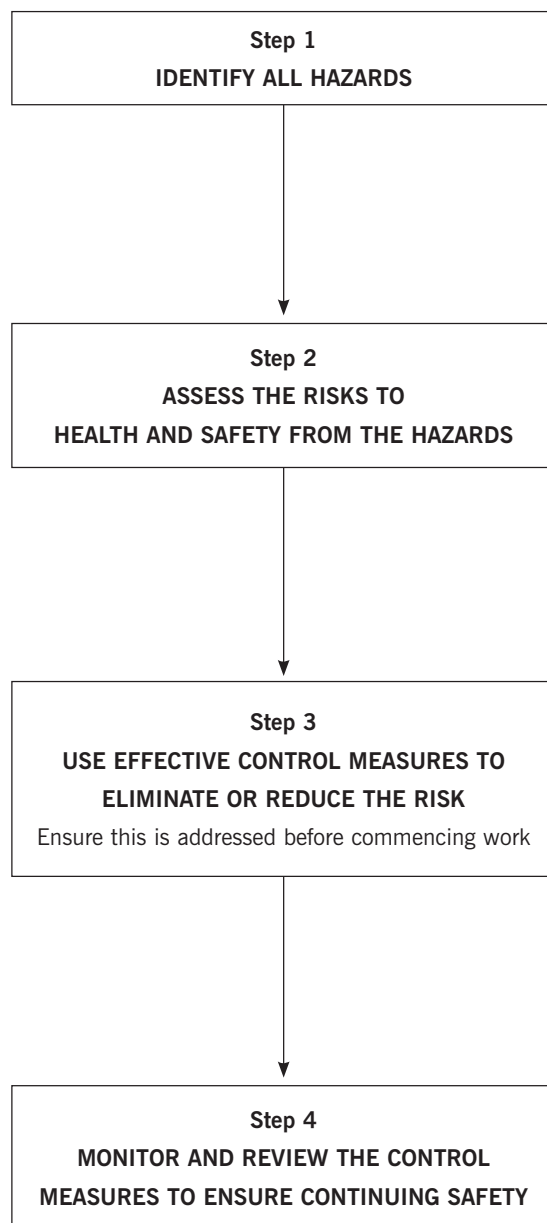 Step 1
IDENTIFY ALL HAZARDS
Step 2
ASSESS THE RISKS TO
HEALTH AND SAFETY FROM THE HAZARDS
Step 3
USE EFFECTIVE CONTROL MEASURES TO
ELIMINATE OR REDUCE THE RISK
Ensure this is addressed before commencing work
Step 4
MONITOR AND REVIEW THE CONTROL
MEASURES TO ENSURE CONTINUING SAFETY